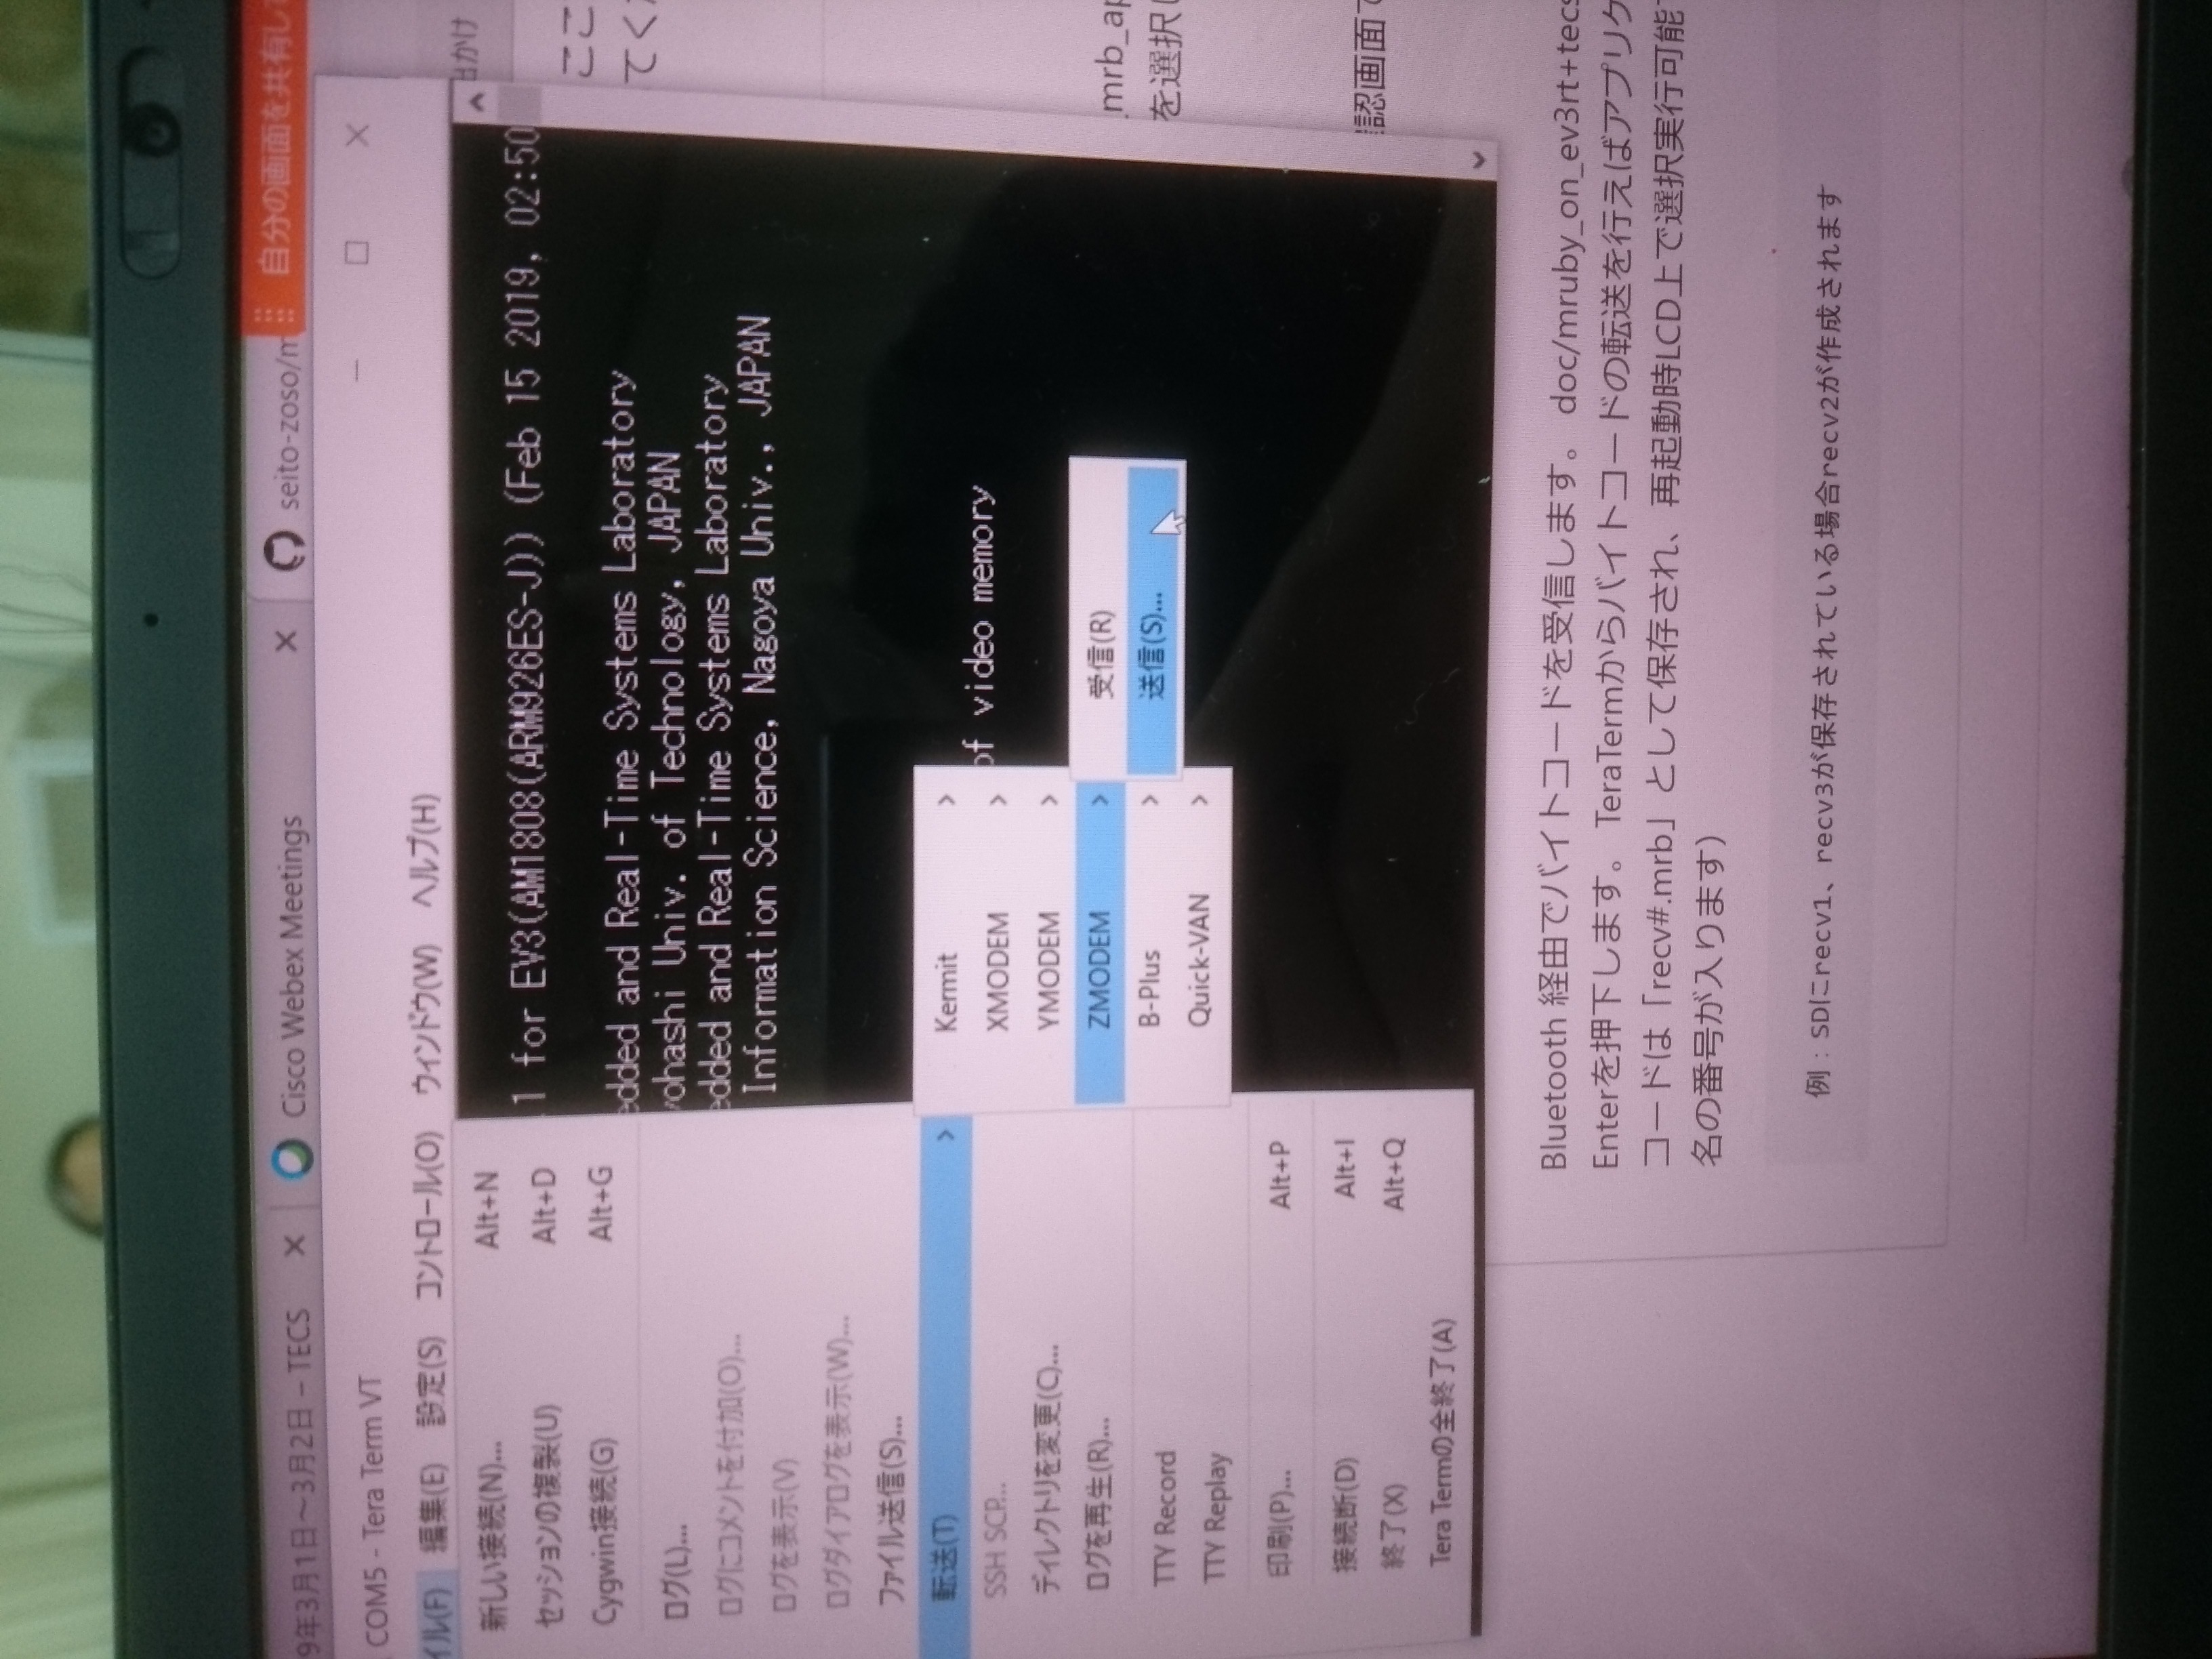 9年3月1日～3月2日 – TECS
Cisco Webex Meetings
seito-zoso/m
自分の画面を共有し
COM5 - Tera Term VT
イル(F) 編集(E) 設定(S) コントロール(O) ウィンドウ(W) ヘルプ(H)
新しい接続(N)... Alt+N
セッションの複製(U) Alt+D
Cygwin接続(G) Alt+G
ログ(L)...
ログにコメントを付加(O)...
ログを表示(V)
ログダイアログを表示(W)...
ファイル送信(S)...
転送(T)
SSH SCP...
ディレクトリを変更(C)...
ログを再生(R)...
TTY Record
TTY Replay
印刷(P)... Alt+P
接続断(D) Alt+I
終了(X) Alt+Q
Tera Termの全終了(A)
Kermit
XMODEM
YMODEM
ZMODEM
B-Plus
Quick-VAN
受信(R)
送信(S)...
.1 for EV3(AM1808(ARM926ES-J)) (Feb 15 2019, 02:50
edded and Real-Time Systems Laboratory
yohashi Univ. of Technology, JAPAN
edded and Real-Time Systems Laboratory
Information Science, Nagoya Univ., JAPAN
of video memory
出かけ
ここ
てく
_mrb_ap
を選択し
認画面で
Bluetooth 経由でバイトコードを受信します。 doc/mruby_on_ev3rt+tecs
Enterを押下します。 TeraTermからバイトコードの転送を行えばアプリケ
コードは「recv#.mrb」として保存され、再起動時LCD上で選択実行可能で
名の番号が入ります）
例：SDにrecv1、recv3が保存されている場合recv2が作成されます